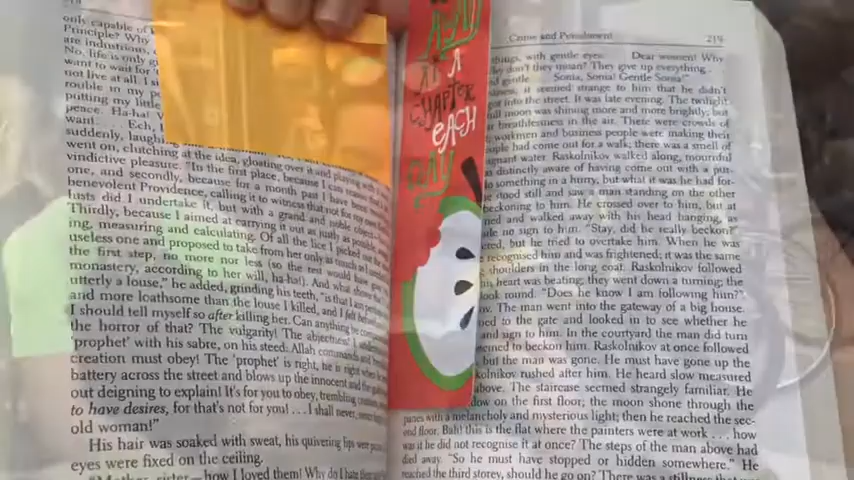 only capable of
Principle? Why
are industrious,
No, life is only
want to wait for
not live at all. I
rouble in my
putting my little
peace. Ha-ha!
want. Ech, I
suddenly, laughing
went on, clutching at the idea, gloating over it and playing with it
vindictive pleasure. "In the first place, because I can
one, and secondly, because for a month past I have been
benevolent Providence, calling it to witness that not for my own
lusts did I undertake it, but with a grand and noble object
Thirdly, because I aimed at carrying it out as justly as possible,
ing, measuring and calculating. Of all the lice I picked out the
useless one and proposed to take from her only as much as I needed
the first step, no more nor less (so the rest would have gone
monastery, according to her will, ha-ha!). And what shows
utterly a louse," he added, grinding his teeth, "is that I am perhaps
and more loathsome than the louse I killed, and I felt beforehand
I should tell myself so after killing her. Can anything be
the horror of that? The vulgarity! The abjectness! I understand
'prophet' with his sabre, on his steed: Allah commands and
creation must obey! The 'prophet' is right, he is right when he
battery across the street and blows up the innocent and the
out deigning to explain! It's for you to obey, trembling creation,
to have desires, for that's not for you! . . . I shall never, never
old woman!"
His hair was soaked with sweat, his quivering lips were
eyes were fixed on the ceiling.
"Mother, sister—how I loved them! Why do I hate
READ
A
CHAPTER
EACH
DAY
Crime and Punishment 219
things, with gentle eyes. Dear women! Why
don't they moan? They give up everything
and gentle Sonia, Sonia! Gentle Sonia!"
it seemed strange to him that he didn't
got into the street. It was late evening. The twilight
full moon was shining more and more brightly; but
breathlessness in the air. There were crowds of
workmen and business people were making their
people had come out for a walk; there was a smell of
stagnant water. Raskolnikov walked along, mournful
distinctly aware of having come out with a pur-
do something in a hurry, but what it was he had for-
stood still and saw a man standing on the other
beckoning to him. He crossed over to him, but at
and walked away with his head hanging, as
no sign to him. "Stay, did he really beckon?"
but he tried to overtake him. When he was
recognised him and was frightened; it was the same
shoulders in the long coat. Raskolnikov followed
his heart was beating; they went down a turning; the
look round. "Does he know I am following him?"
The man went into the gateway of a big house.
to the gate and looked in to see whether he
and sign to him. In the courtyard the man did turn
seemed to beckon him. Raskolnikov at once followed
but the man was gone. He must have gone up the
Raskolnikov rushed after him. He heard slow measured
above. The staircase seemed strangely familiar. He
window on the first floor; the moon shone through the
panes with a melancholy and mysterious light; then he reached the sec-
ond floor. Bah! this is the flat where the painters were at work . . . how
was it he did not recognise it at once? The steps of the man above had
died away. "So he must have stopped or hidden somewhere." He
reached the third storey, should he go on? There was a stillness that was